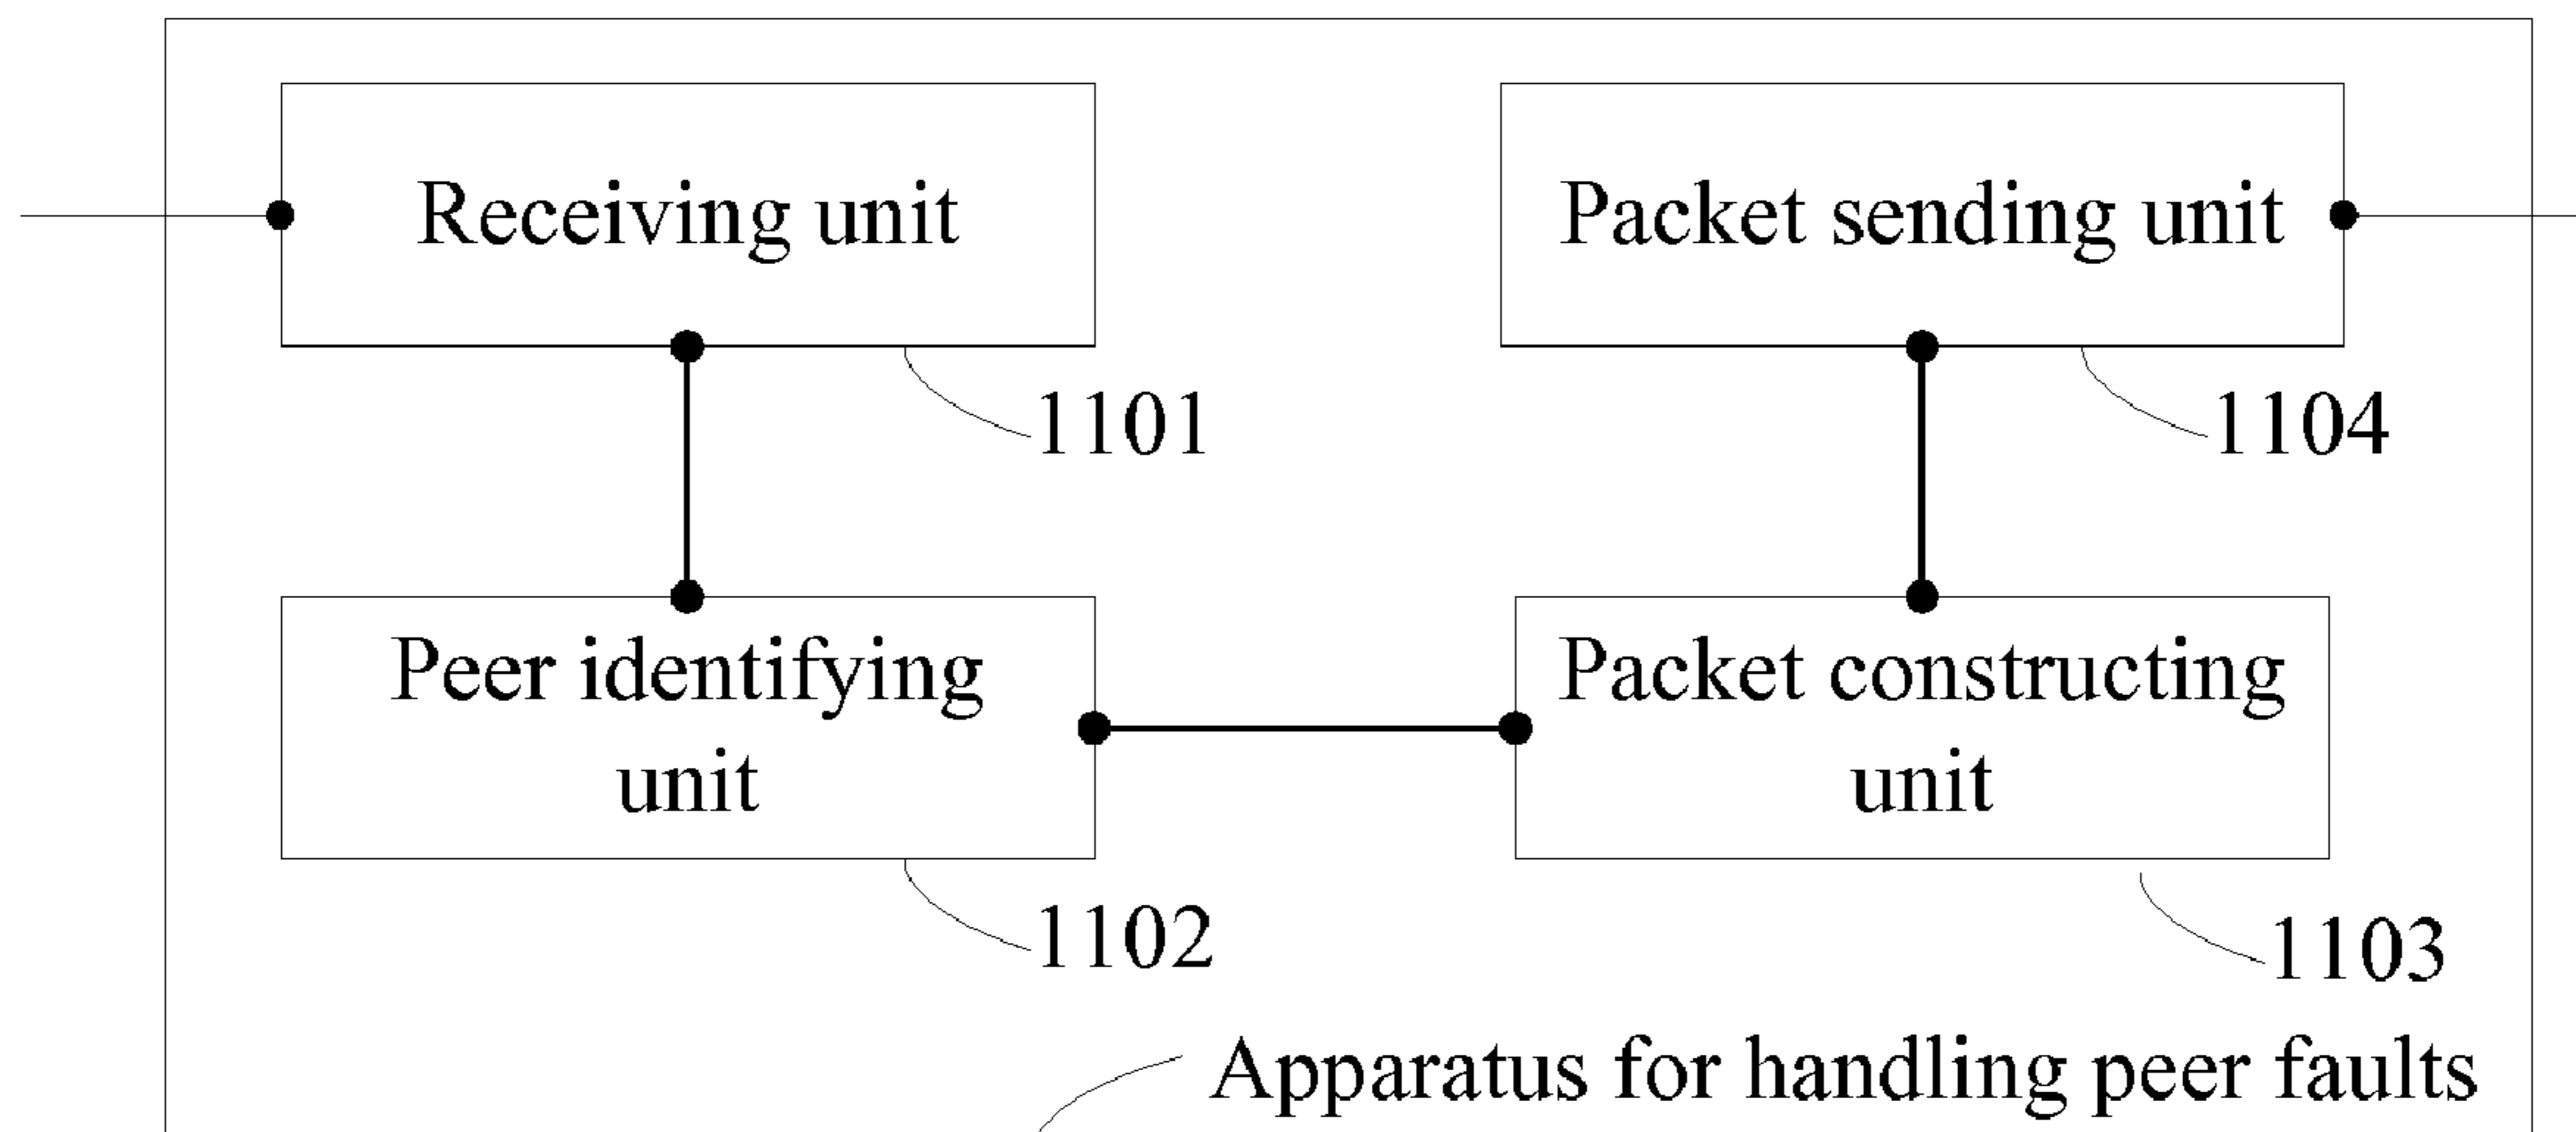 Receiving unit
Packet sending unit
1101
1104
Peer identifying
unit
Packet constructing
unit
1102
1103
Apparatus for handling peer faults